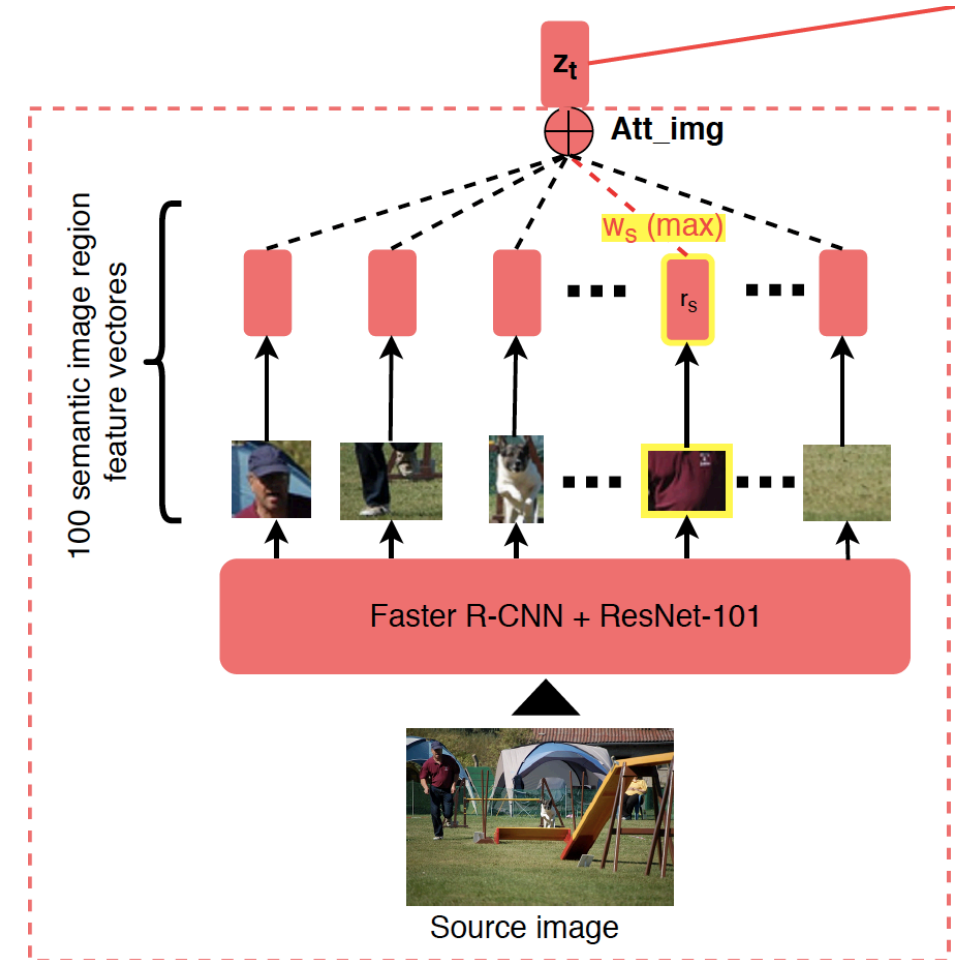 z_t
Att_img
w_s (max)
r_s
100 semantic image region
feature vectores
Faster R-CNN + ResNet-101
Source image